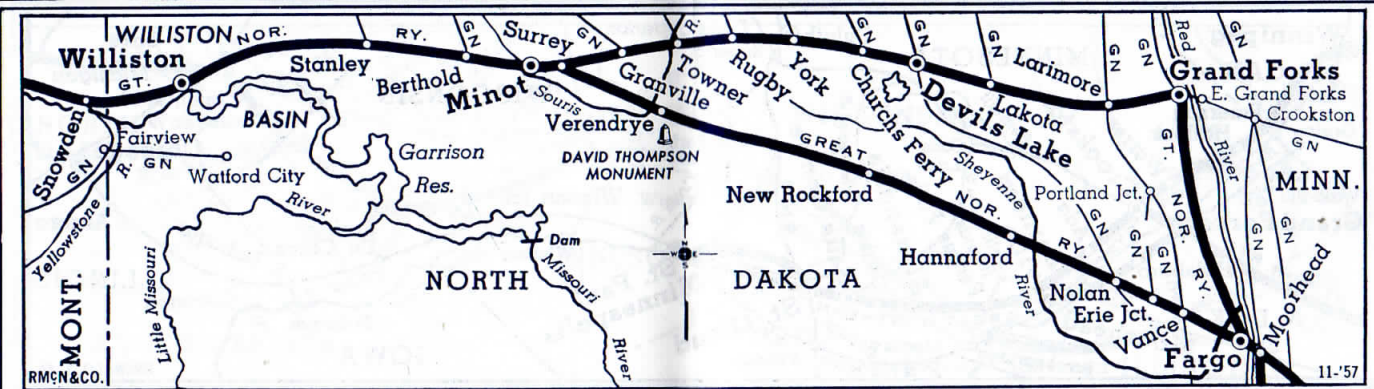 WILLISTON
NOR.
RY.
GN
Surrey
GN
R.
GN
GN
GN
GN
GN
Red
GN
Williston
GT.
Stanley
Berthold
Minot
Souris
Granville
Towner
Rugby
York
Churchs Ferry
Devils Lake
Lakota
Larimore
Grand Forks
E. Grand Forks
Crookston
GN
BASIN
Verendrye
DAVID THOMPSON
MONUMENT
GREAT
Sheyenne
GT.
River
MINN.
Snowden
Fairview
GN
GN
R.
Watford City
Garrison
Res.
River
New Rockford
NOR.
Portland Jct.
GN
GN
GN
NOR.
GN
GN
Yellowstone
Dam
Missouri
NORTH
DAKOTA
Hannaford
RY.
RY.
Moorhead
MONT.
Little Missouri
River
River
Nolan
Erie Jct.
Vance
Fargo
RMCN&CO.
11-'57
N
W
E
S